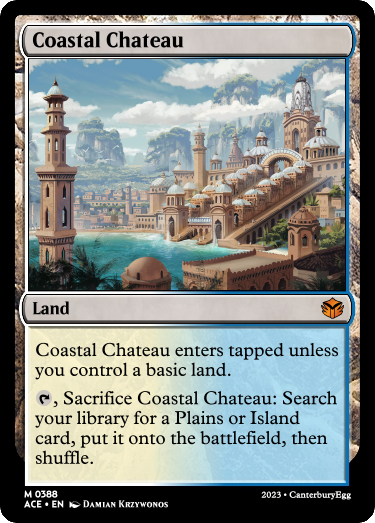 Coastal Chateau
Land
Coastal Chateau enters tapped unless
you control a basic land.
, Sacrifice Coastal Chateau: Search
your library for a Plains or Island
card, put it onto the battlefield, then
shuffle.
M 0388
ACE • EN Damian Krzywonos
2023 • CanterburyEgg